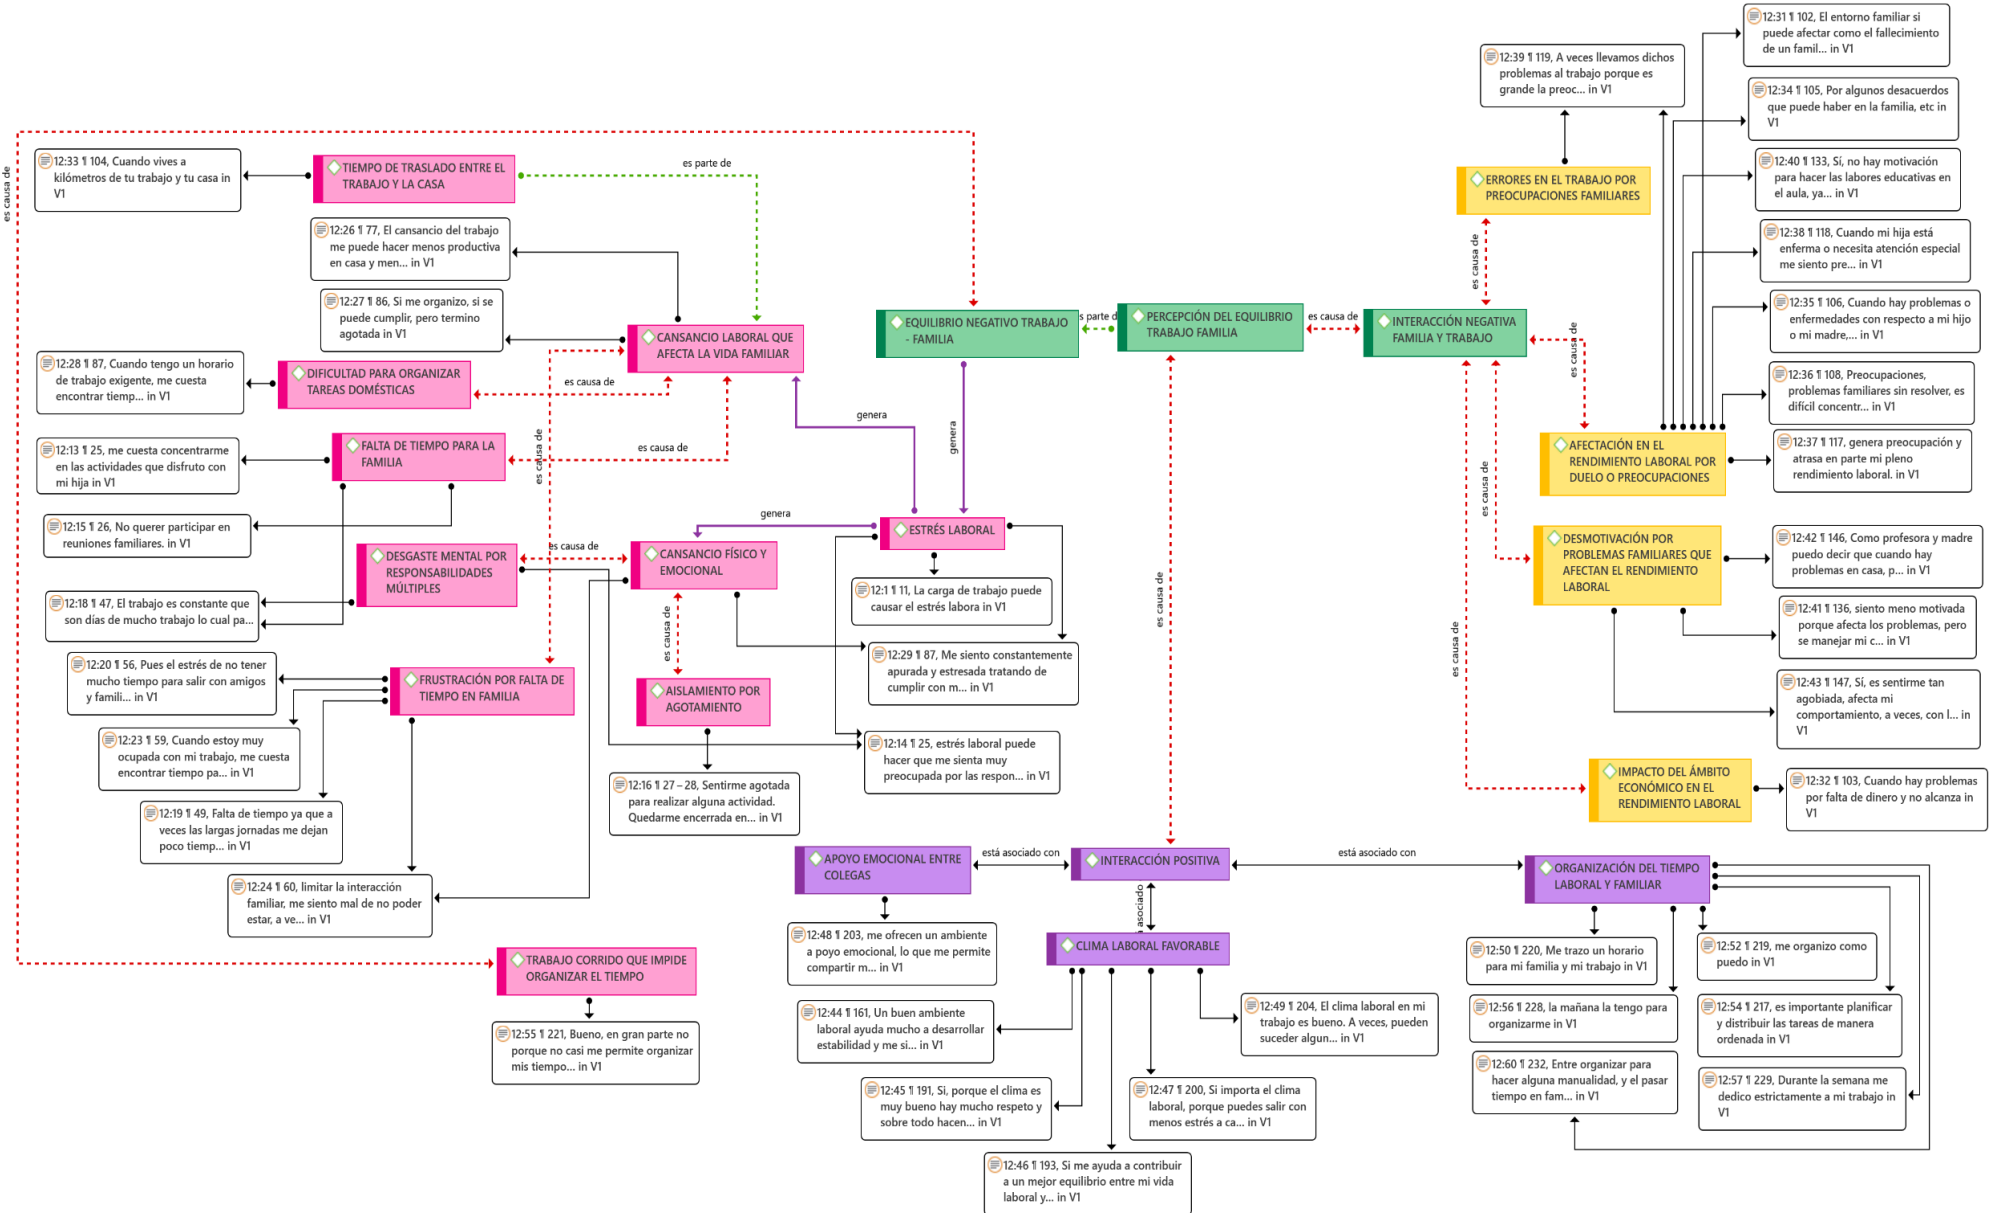 12:31 ¶ 102, El entorno familiar si
puede afectar como el fallecimiento
de un famil... in V1
12:39 ¶ 119, A veces llevamos dichos
problemas al trabajo porque es
grande la preoc... in V1
12:34 ¶ 105, Por algunos desacuerdos
que puede haber en la familia, etc in
V1
12:40 ¶ 133, Sí, no hay motivación
para hacer las labores educativas en
el aula, ya... in V1
12:38 ¶ 118, Cuando mi hija está
enferma o necesita atención especial
me siento pre... in V1
12:35 ¶ 106, Cuando hay problemas o
enfermedades con respecto a mi hijo
o mi madre,... in V1
12:36 ¶ 108, Preocupaciones,
problemas familiares sin resolver, es
difícil concentr... in V1
12:37 ¶ 117, genera preocupación y
atrasa en parte mi pleno
rendimiento laboral. in V1
ERRORES EN EL TRABAJO POR
PREOCUPACIONES FAMILIARES
es causa de
es causa de
12:33 ¶ 104, Cuando vives a
kilómetros de tu trabajo y tu casa in
V1
TIEMPO DE TRASLADO ENTRE EL
TRABAJO Y LA CASA
es parte de
12:26 ¶ 77, El cansancio del trabajo
me puede hacer menos productiva
en casa y men... in V1
12:27 ¶ 86, Si me organizo, si se
puede cumplir, pero termino
agotada in V1
CANSANCIO LABORAL QUE
AFECTA LA VIDA FAMILIAR
EQUILIBRIO NEGATIVO TRABAJO
- FAMILIA
s parte d
PERCEPCIÓN DEL EQUILIBRIO
TRABAJO FAMILIA
es causa de
INTERACCIÓN NEGATIVA
FAMILIA Y TRABAJO
es causa de
12:28 ¶ 87, Cuando tengo un horario
de trabajo exigente, me cuesta
encontrar tiemp... in V1
DIFICULTAD PARA ORGANIZAR
TAREAS DOMÉSTICAS
es causa de
genera
genera
12:13 ¶ 25, me cuesta concentrarme
en las actividades que disfruto con
mi hija in V1
FALTA DE TIEMPO PARA LA
FAMILIA
es causa de
es causa de
AFECTACIÓN EN EL
RENDIMIENTO LABORAL POR
DUELO O PREOCUPACIONES
es causa de
12:15 ¶ 26, No querer participar en
reuniones familiares. in V1
genera
ESTRÉS LABORAL
DESGASTE MENTAL POR
RESPONSABILIDADES
MÚLTIPLES
es causa de
CANSANCIO FÍSICO Y
EMOCIONAL
DESMOTIVACIÓN POR
PROBLEMAS FAMILIARES QUE
AFECTAN EL RENDIMIENTO
LABORAL
12:42 ¶ 146, Como profesora y madre
puedo decir que cuando hay
problemas en casa, p... in V1
12:18 ¶ 47, El trabajo es constante que
son días de mucho trabajo lo cual pa...
12:1 ¶ 11, La carga de trabajo puede
causar el estrés labora in V1
es causa de
es causa de
es causa de
12:41 ¶ 136, siento meno motivada
porque afecta los problemas, pero
se manejar mi c... in V1
12:20 ¶ 56, Pues el estrés de no tener
mucho tiempo para salir con amigos
y famili... in V1
FRUSTRACIÓN POR FALTA DE
TIEMPO EN FAMILIA
12:29 ¶ 87, Me siento constantemente
apurada y estresada tratando de
cumplir con m... in V1
AISLAMIENTO POR
AGOTAMIENTO
12:43 ¶ 147, Sí, es sentirme tan
agobiada, afecta mi
comportamiento, a veces, con l... in
V1
12:23 ¶ 59, Cuando estoy muy
ocupada con mi trabajo, me cuesta
encontrar tiempo pa... in V1
12:14 ¶ 25, estrés laboral puede
hacer que me sienta muy
preocupada por las respon... in V1
12:16 ¶ 27 – 28, Sentirme agotada
para realizar alguna actividad.
Quedarme encerrada en... in V1
IMPACTO DEL ÁMBITO
ECONÓMICO EN EL
RENDIMIENTO LABORAL
12:32 ¶ 103, Cuando hay problemas
por falta de dinero y no alcanza in
V1
12:19 ¶ 49, Falta de tiempo ya que a
veces las largas jornadas me dejan
poco tiemp... in V1
12:24 ¶ 60, limitar la interacción
familiar, me siento mal de no poder
estar, a ve... in V1
APOYO EMOCIONAL ENTRE
COLEGAS
está asociado con
INTERACCIÓN POSITIVA
está asociado con
ORGANIZACIÓN DEL TIEMPO
LABORAL Y FAMILIAR
asociado
12:48 ¶ 203, me ofrecen un ambiente
a poyo emocional, lo que me permite
compartir m... in V1
CLIMA LABORAL FAVORABLE
12:50 ¶ 220, Me trazo un horario
para mi familia y mi trabajo in V1
12:52 ¶ 219, me organizo como
puedo in V1
TRABAJO CORRIDO QUE IMPIDE
ORGANIZAR EL TIEMPO
12:44 ¶ 161, Un buen ambiente
laboral ayuda mucho a desarrollar
estabilidad y me si... in V1
12:49 ¶ 204, El clima laboral en mi
trabajo es bueno. A veces, pueden
suceder algun... in V1
12:56 ¶ 228, la mañana la tengo para
organizarme in V1
12:54 ¶ 217, es importante planificar
y distribuir las tareas de manera
ordenada in V1
12:55 ¶ 221, Bueno, en gran parte no
porque no casi me permite organizar
mis tiempo... in V1
12:45 ¶ 191, Si, porque el clima es
muy bueno hay mucho respeto y
sobre todo hacen... in V1
12:47 ¶ 200, Si importa el clima
laboral, porque puedes salir con
menos estrés a ca... in V1
12:60 ¶ 232, Entre organizar para
hacer alguna manualidad, y el pasar
tiempo en fam... in V1
12:57 ¶ 229, Durante la semana me
dedico estrictamente a mi trabajo in
V1
12:46 ¶ 193, Si me ayuda a contribuir
a un mejor equilibrio entre mi vida
laboral y... in V1